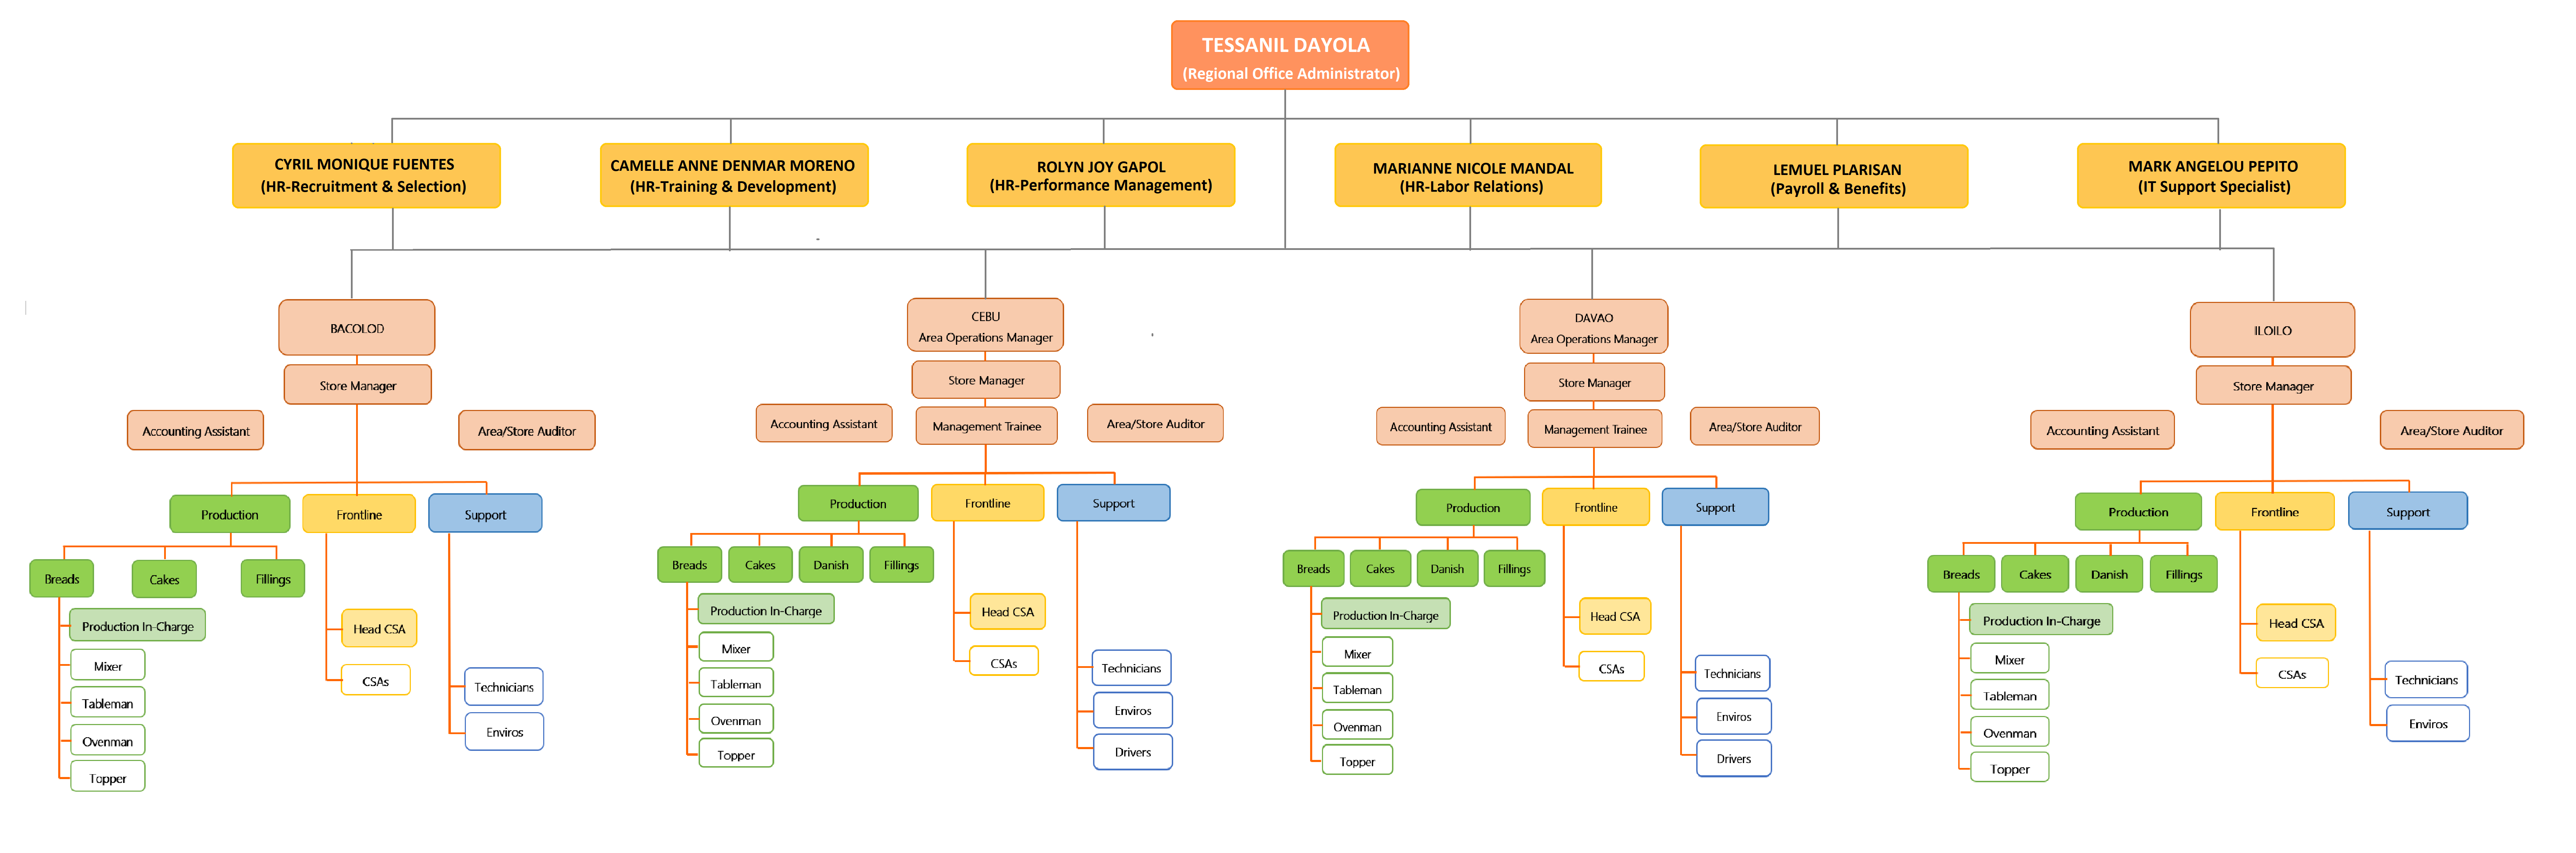 TESSANIL DAYOLA
(Regional Office Administrator)
CYRIL MONIQUE FUENTES
(HR-Recruitment & Selection)
CAMELLE ANNE DENMAR MORENO
(HR-Training & Development)
ROLYN JOY GAPOL
(HR-Performance Management)
MARIANNE NICOLE MANDAL
(HR-Labor Relations)
LEMUEL PLARISAN
(Payroll & Benefits)
MARK ANGELOU PEPITO
(IT Support Specialist)
BACOLOD
Store Manager
Accounting Assistant
Area/Store Auditor
Production
Frontline
Support
Breads
Cakes
Fillings
Production In-Charge
Mixer
Tableman
Ovenman
Topper
Head CSA
CSAs
Technicians
Enviros
CEBU
Area Operations Manager
Store Manager
Accounting Assistant
Management Trainee
Area/Store Auditor
Production
Frontline
Support
Breads
Cakes
Danish
Fillings
Production In-Charge
Mixer
Tableman
Ovenman
Topper
Head CSA
CSAs
Technicians
Enviros
Drivers
DAVAO
Area Operations Manager
Store Manager
Accounting Assistant
Management Trainee
Area/Store Auditor
Production
Frontline
Support
Breads
Cakes
Danish
Fillings
Production In-Charge
Mixer
Tableman
Ovenman
Topper
Head CSA
CSAs
Technicians
Enviros
Drivers
ILOILO
Store Manager
Accounting Assistant
Area/Store Auditor
Production
Frontline
Support
Breads
Cakes
Danish
Fillings
Production In-Charge
Mixer
Tableman
Ovenman
Topper
Head CSA
CSAs
Technicians
Enviros